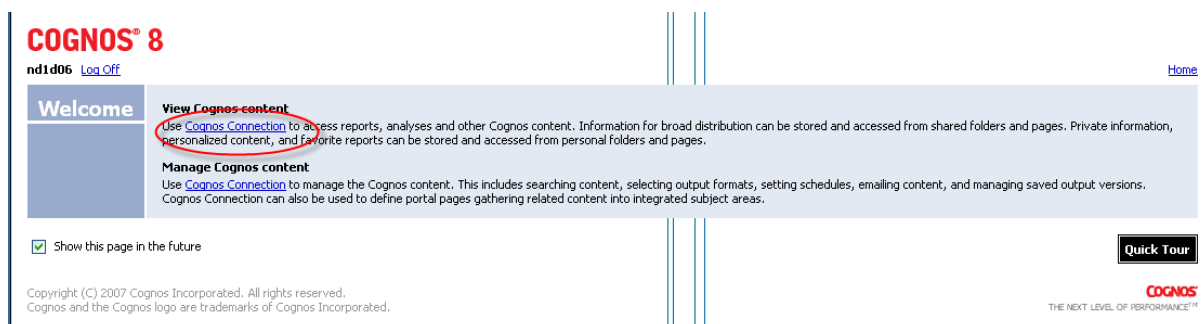 COGNOS® 8
nd1d06 Log Off
Home
Welcome
View Cognos content
Use Cognos Connection to access reports, analyses and other Cognos content. Information for broad distribution can be stored and accessed from shared folders and pages. Private information,
personalized content, and favorite reports can be stored and accessed from personal folders and pages.
Manage Cognos content
Use Cognos Connection to manage the Cognos content. This includes searching content, selecting output formats, setting schedules, emailing content, and managing saved output versions.
Cognos Connection can also be used to define portal pages gathering related content into integrated subject areas.
Show this page in the future
Quick Tour
Copyright (C) 2007 Cognos Incorporated. All rights reserved.
Cognos and the Cognos logo are trademarks of Cognos Incorporated.
COGNOS
THE NEXT LEVEL OF PERFORMANCE™